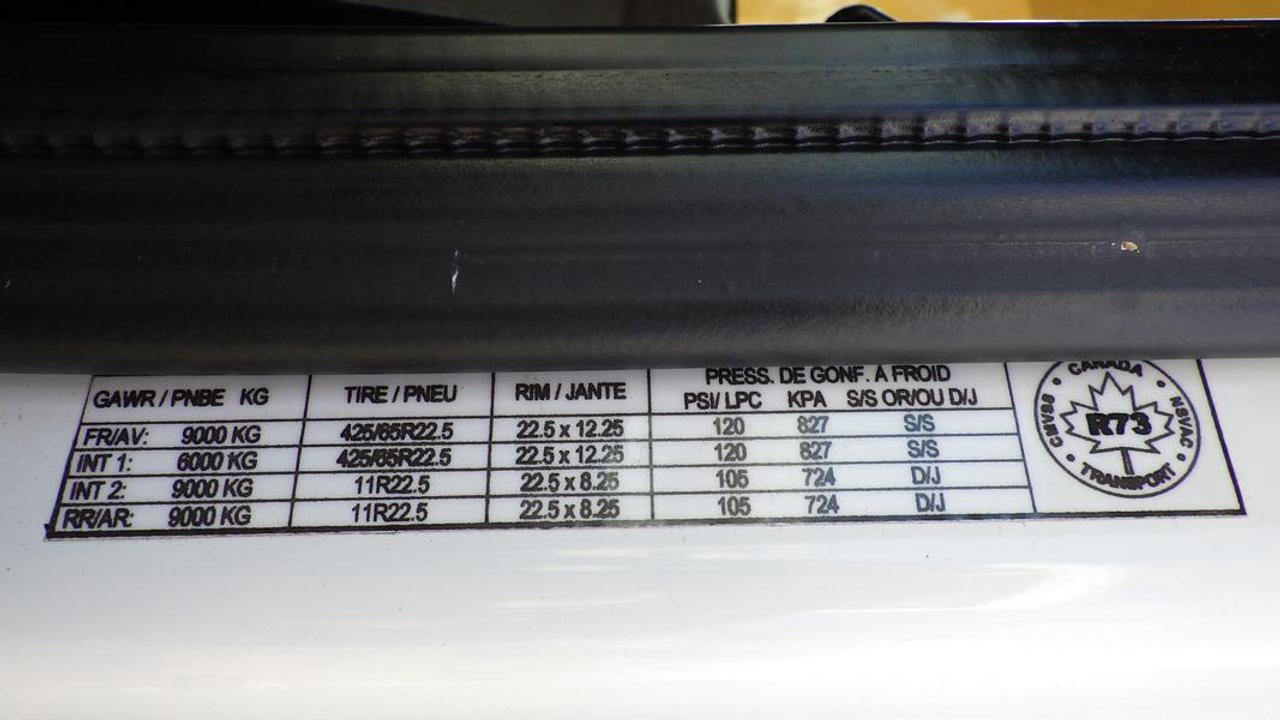 GAWR / PNBE KG TIRE / PNEU RIM / JANTE PRESS. DE GONF. A FROID
PSI/ LPC KPA S/S OR/OU D/J
FR/AV: 9000 KG 425/65R22.5 22.5 x 12.25 120 827 S/S
INT 1: 6000 KG 425/65R22.5 22.5 x 12.25 120 827 S/S
INT 2: 9000 KG 11R22.5 22.5 x 8.25 105 724 D/J
RR/AR: 9000 KG 11R22.5 22.5 x 8.25 105 724 D/J
CANADA
CMVSS
R73
NSVAC
TRANSPORT